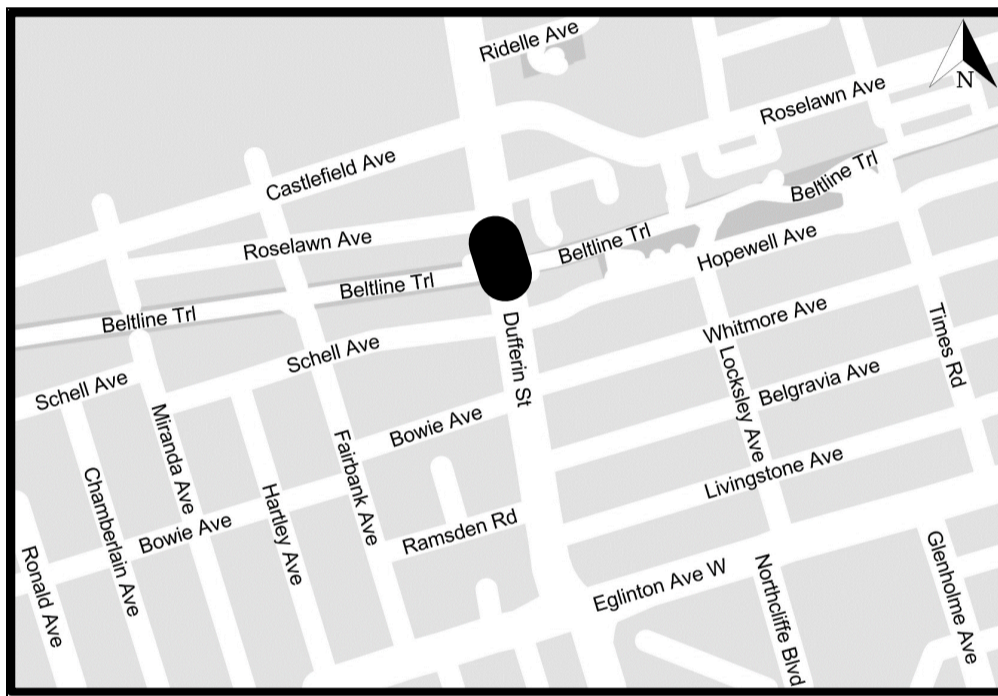 Ridelle Ave
N
Roselawn Ave
Castlefield Ave
Beltline Trl
Roselawn Ave
Beltline Trl
Hopewell Ave
Beltline Trl
Beltline Trl
Dufferin St
Whitmore Ave
Times Rd
Schell Ave
Locksley Ave
Belgravia Ave
Schell Ave
Miranda Ave
Bowie Ave
Fairbank Ave
Livingstone Ave
Chamberlain Ave
Hartley Ave
Bowie Ave
Ramsden Rd
Ronald Ave
Eglinton Ave W
Northcliffe Blvd
Glenholme Ave